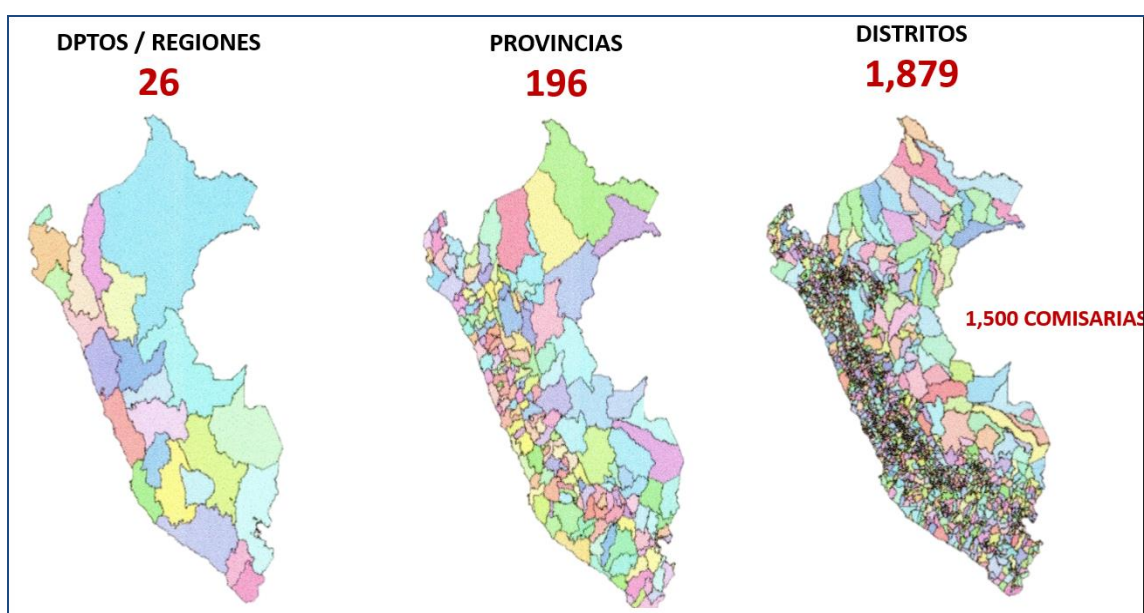 DPTOS / REGIONES
26
PROVINCIAS
196
DISTRITOS
1,879
1,500 COMISARIAS